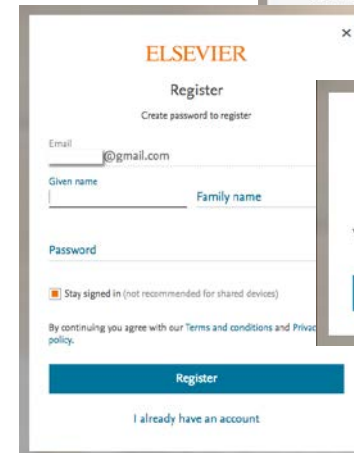 ×
ELSEVIER
Register
Create password to register
Email
@gmail.com
Given name
Family name
Password
Stay signed in (not recommended for shared devices)
By continuing you agree with our Terms and conditions and
policy.
Register
I already have an account